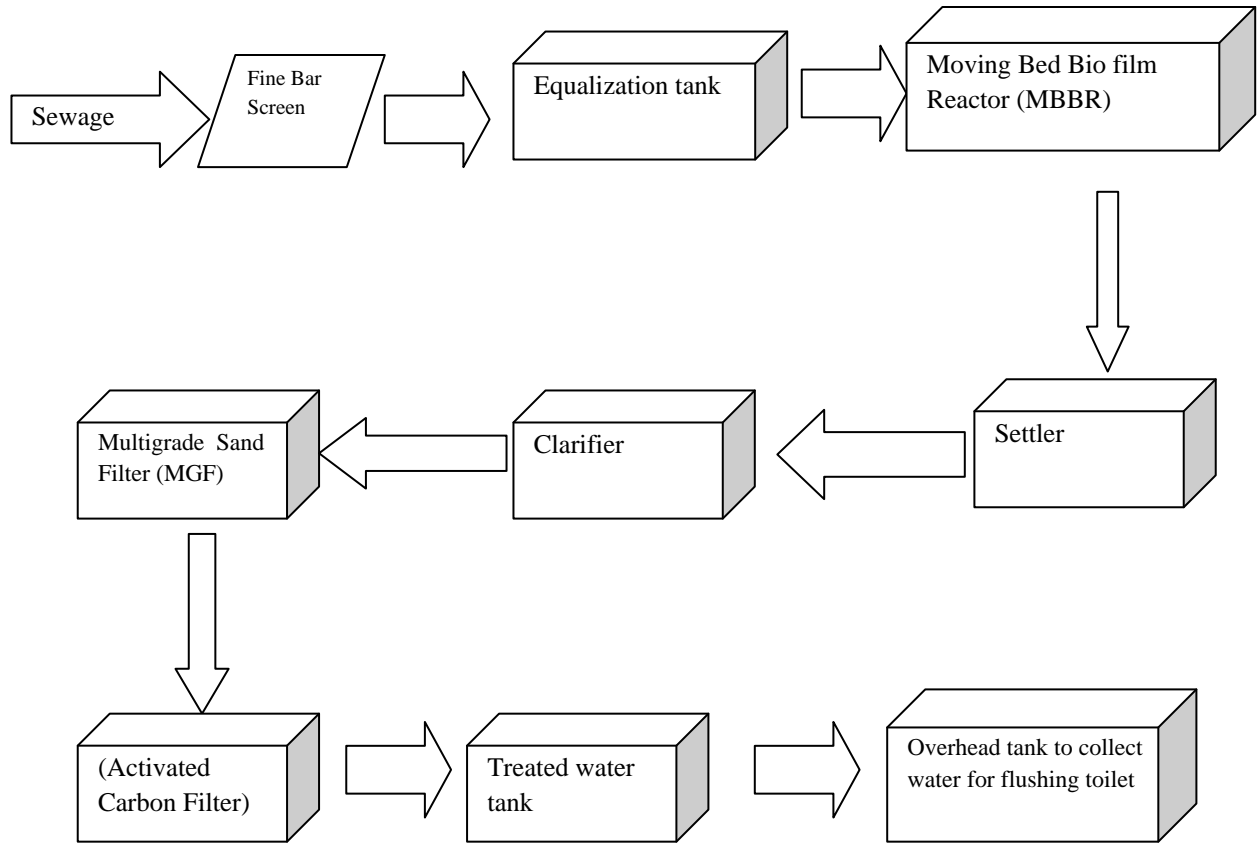 Sewage
Fine Bar
Screen
Equalization tank
Moving Bed Bio film
Reactor (MBBR)
Settler
Clarifier
Multigrade Sand
Filter (MGF)
(Activated
Carbon Filter)
Treated water
tank
Overhead tank to collect
water for flushing toilet